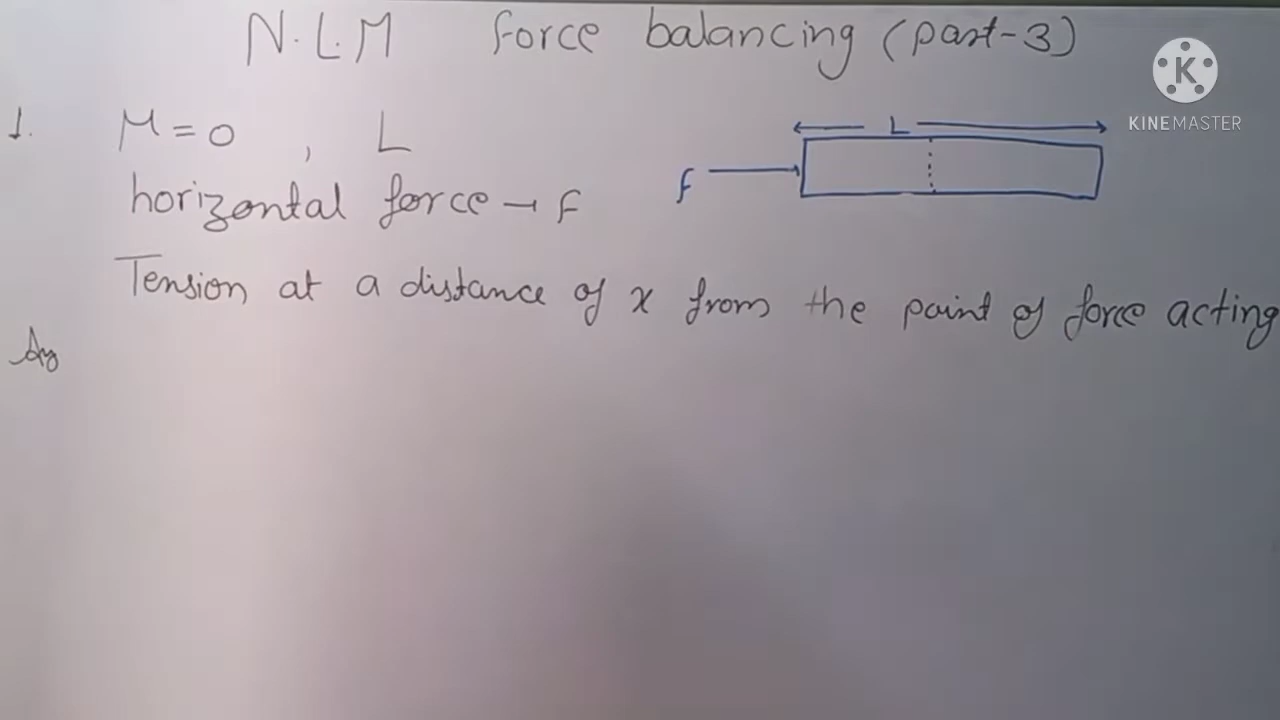 N.L.M force balancing (part-3)
K
KINEMASTER
1. μ = 0 , L
L
horizontal force → F
F
Tension at a distance of x from the point of force acting
Ans